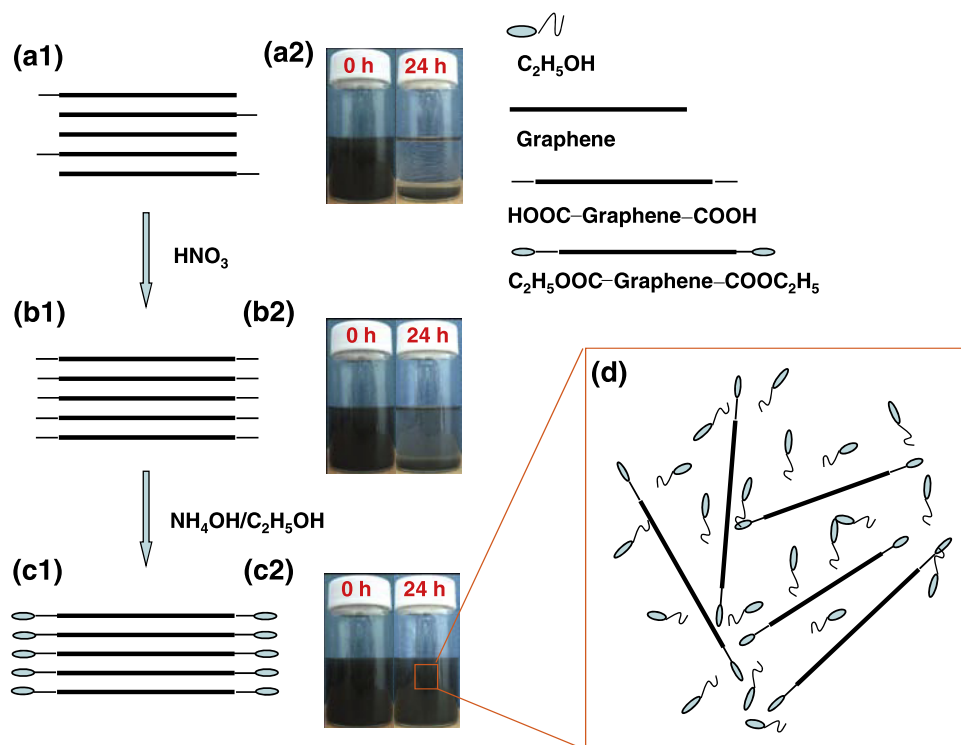 (a1)
(a2)
0 h
24 h
C₂H₅OH
Graphene
HOOC–Graphene–COOH
C₂H₅OOC–Graphene–COOC₂H₅
HNO₃
(b1)
(b2)
0 h
24 h
NH₄OH/C₂H₅OH
(c1)
(c2)
0 h
24 h
(d)